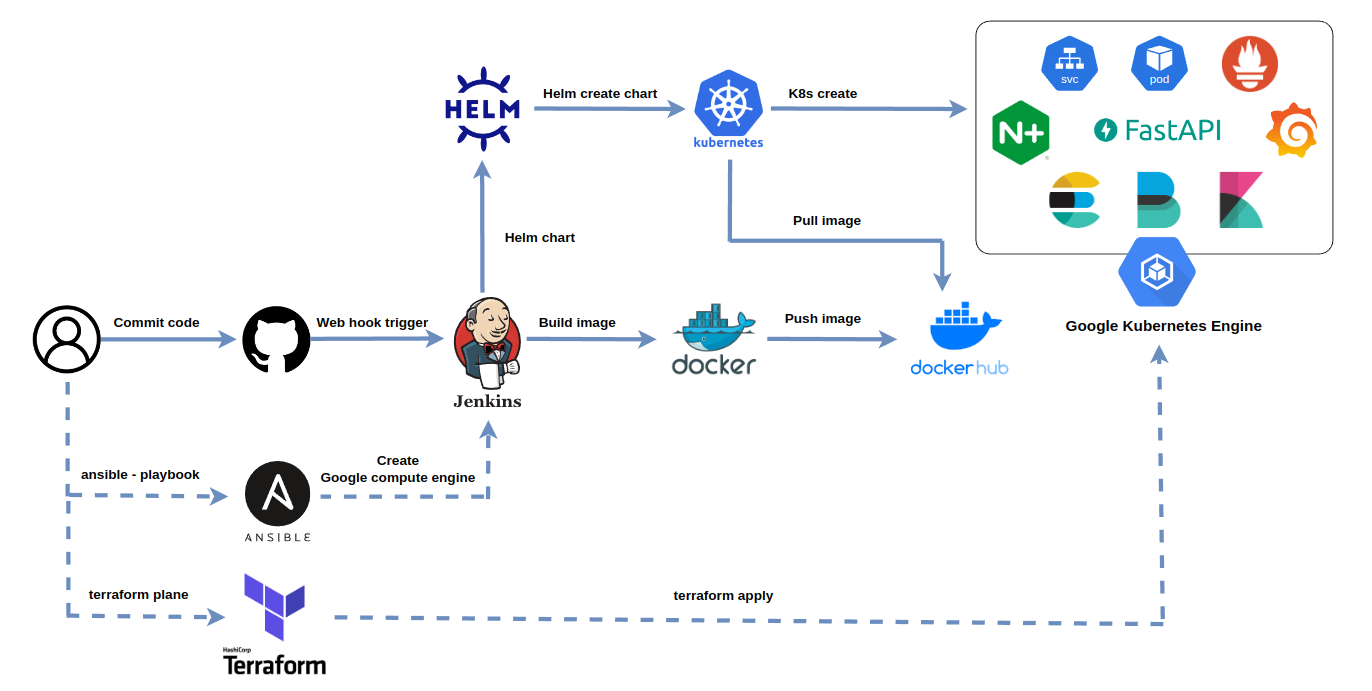 svc
pod
HELM
Helm create chart
kubernetes
K8s create
N+
FastAPI
Helm chart
Pull image
Commit code
Web hook trigger
Jenkins
Build image
docker
Push image
docker hub
Google Kubernetes Engine
ansible - playbook
ANSIBLE
Create
Google compute engine
terraform plane
HashiCorp
Terraform
terraform apply